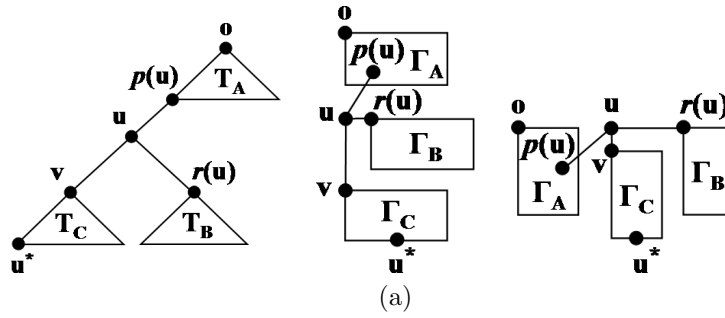 o
T_A
p(u)
u
v
r(u)
T_C
T_B
u*
o
p(u)
Γ_A
u
r(u)
Γ_B
v
Γ_C
u*
o
u
r(u)
p(u)
v
Γ_A
Γ_C
Γ_B
u*
(a)